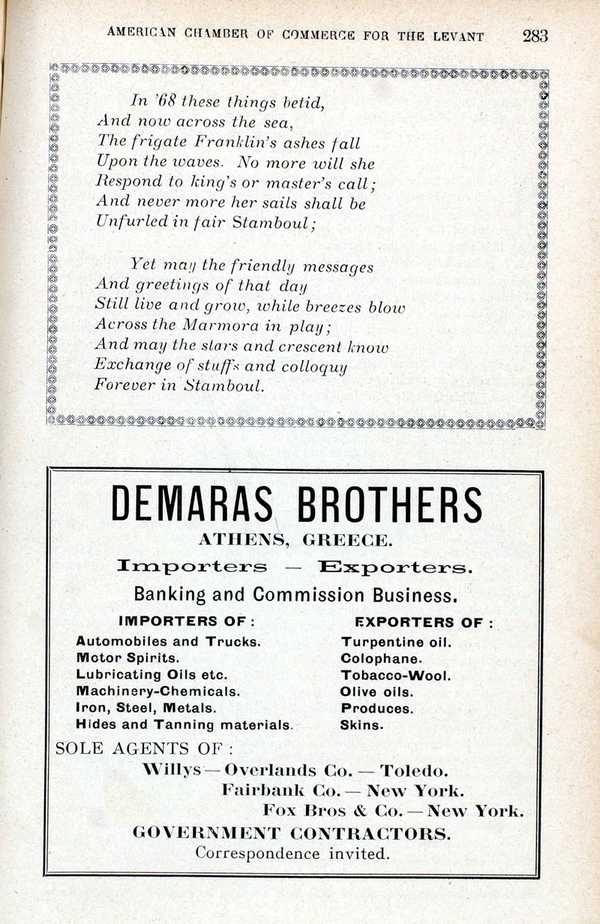 AMERICAN CHAMBER OF COMMERCE FOR THE LEVANT 283
In '68 these things betid,
And now across the sea,
The frigate Franklin's ashes fall
Upon the waves. No more will she
Respond to king's or master's call;
And never more her sails shall be
Unfurled in fair Stamboul;
Yet may the friendly messages
And greetings of that day
Still live and grow, while breezes blow
Across the Marmora in play;
And may the stars and crescent know
Exchange of stuffs and colloquy
Forever in Stamboul.
DEMARAS BROTHERS
ATHENS, GREECE.
Importers — Exporters.
Banking and Commission Business.
IMPORTERS OF :
Automobiles and Trucks.
Motor Spirits.
Lubricating Oils etc.
Machinery-Chemicals.
Iron, Steel, Metals.
Hides and Tanning materials.
EXPORTERS OF :
Turpentine oil.
Colophane.
Tobacco-Wool.
Olive oils.
Produces.
Skins.
SOLE AGENTS OF :
Willys — Overlands Co. — Toledo.
Fairbank Co. — New York.
Fox Bros & Co. — New York.
GOVERNMENT CONTRACTORS.
Correspondence invited.